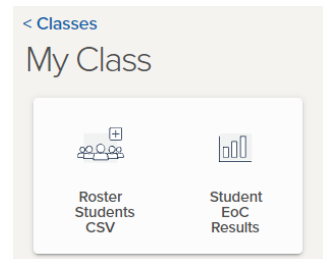 < Classes
My Class
Roster Students CSV
Student EoC Results